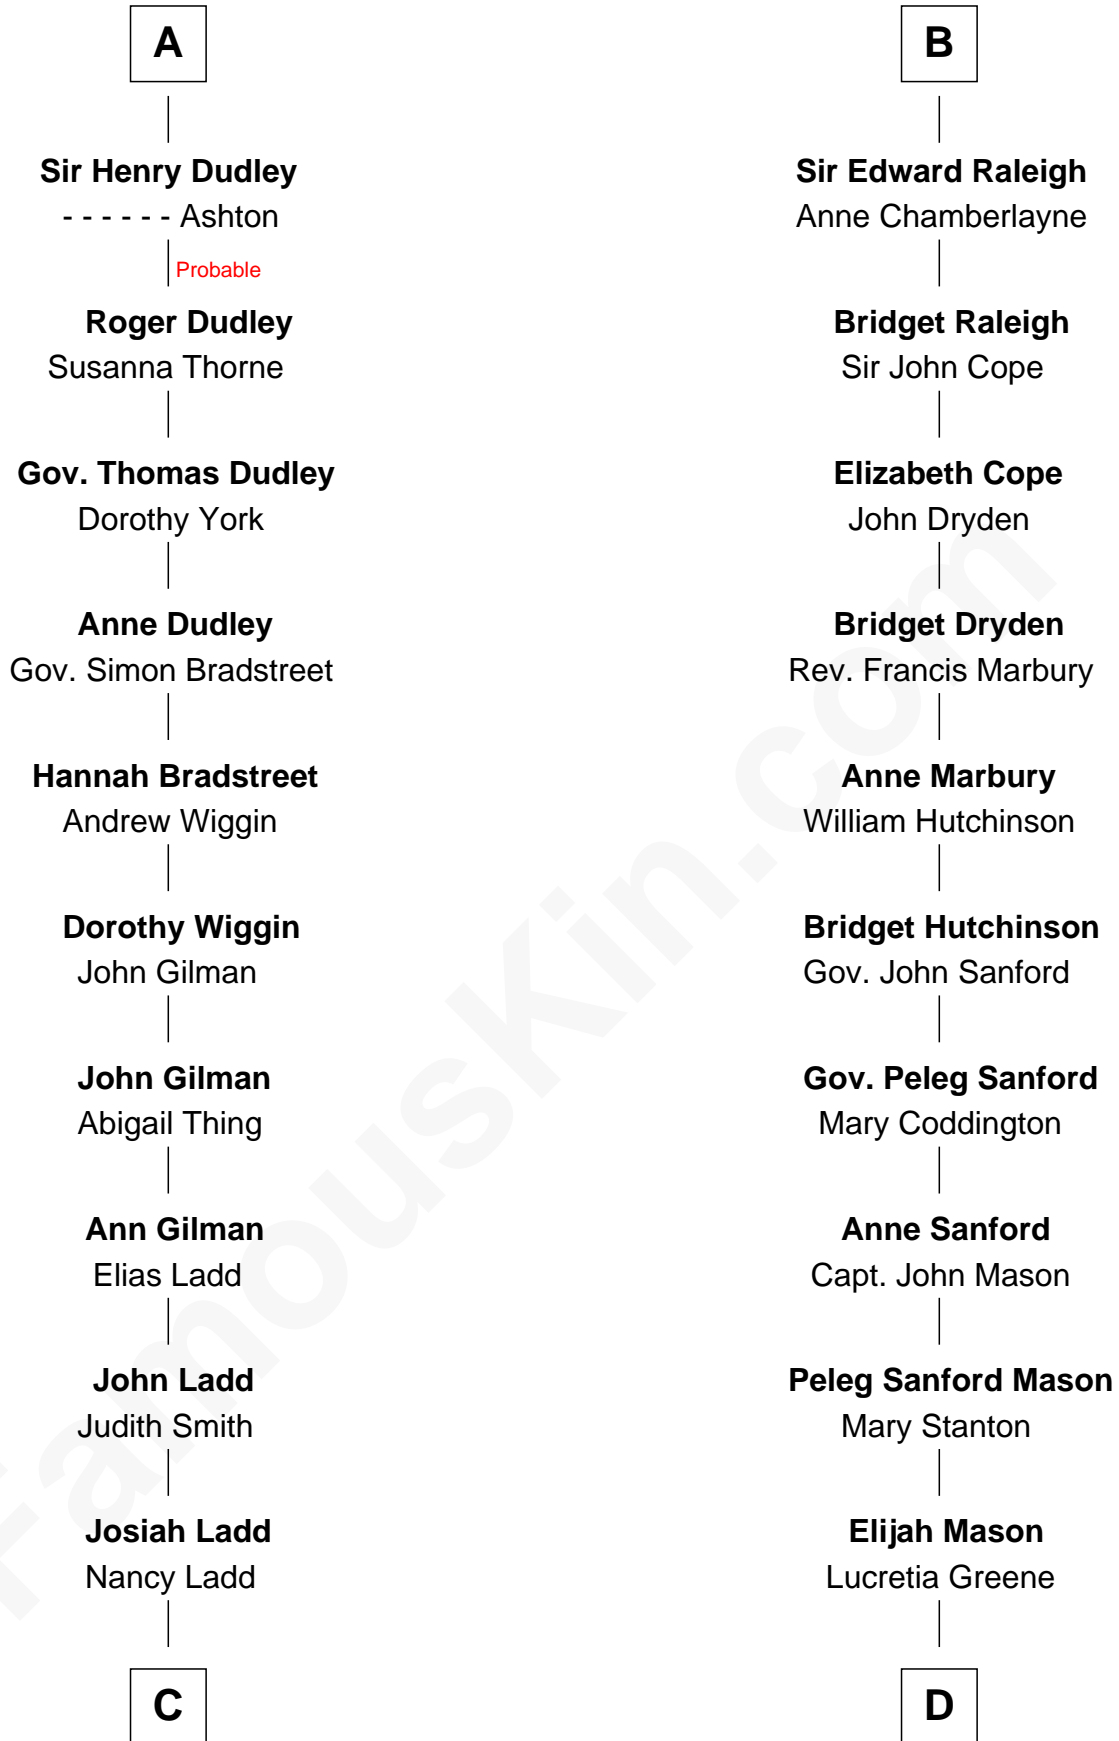 A
Sir Henry Dudley
- - - - - - Ashton
Probable
Roger Dudley
Susanna Thorne
Gov. Thomas Dudley
Dorothy York
Anne Dudley
Gov. Simon Bradstreet
Hannah Bradstreet
Andrew Wiggin
Dorothy Wiggin
John Gilman
John Gilman
Abigail Thing
Ann Gilman
Elias Ladd
John Ladd
Judith Smith
Josiah Ladd
Nancy Ladd
C
B
Sir Edward Raleigh
Anne Chamberlayne
Bridget Raleigh
Sir John Cope
Elizabeth Cope
John Dryden
Bridget Dryden
Rev. Francis Marbury
Anne Marbury
William Hutchinson
Bridget Hutchinson
Gov. John Sanford
Gov. Peleg Sanford
Mary Coddington
Anne Sanford
Capt. John Mason
Peleg Sanford Mason
Mary Stanton
Elijah Mason
Lucretia Greene
D
FamousKin.com